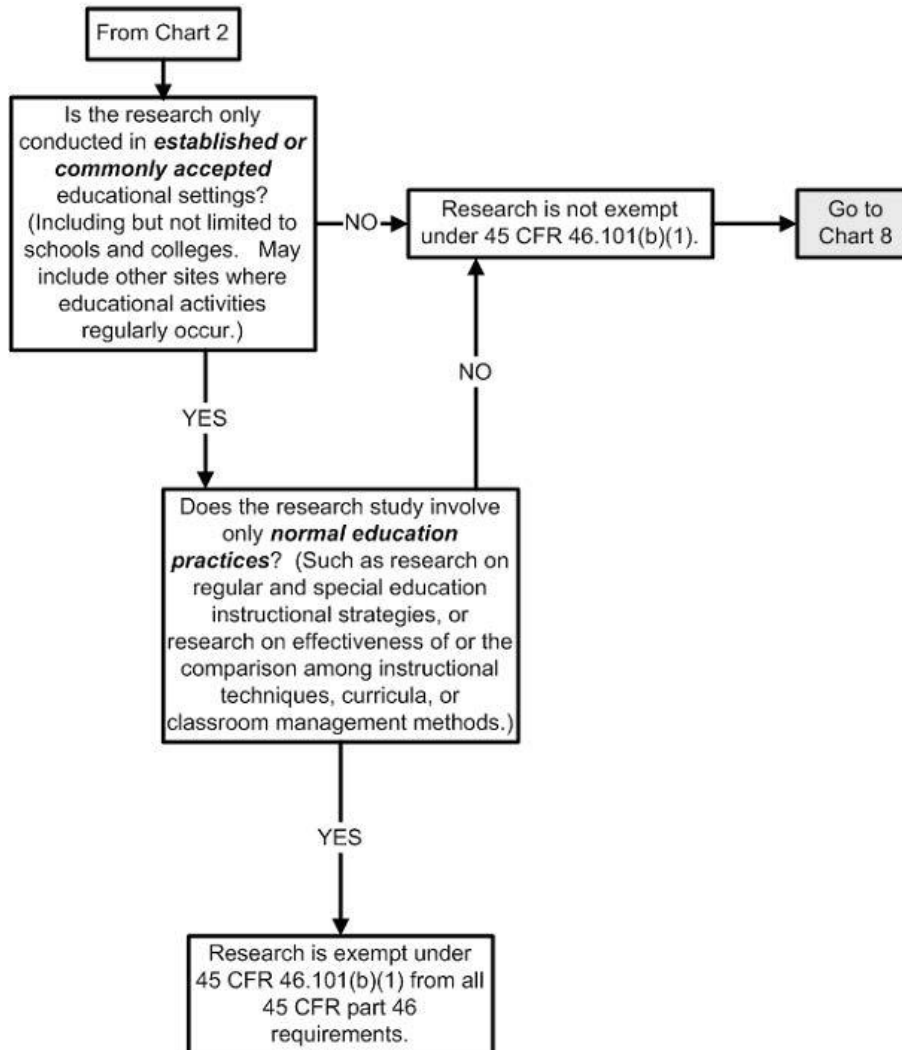 From Chart 2
Is the research only
conducted in established or
commonly accepted
educational settings?
(Including but not limited to
schools and colleges. May
include other sites where
educational activities
regularly occur.)
NO
Research is not exempt
under 45 CFR 46.101(b)(1).
Go to
Chart 8
YES
NO
Does the research study involve
only normal education
practices? (Such as research on
regular and special education
instructional strategies, or
research on effectiveness of or the
comparison among instructional
techniques, curricula, or
classroom management methods.)
YES
Research is exempt under
45 CFR 46.101(b)(1) from all
45 CFR part 46
requirements.